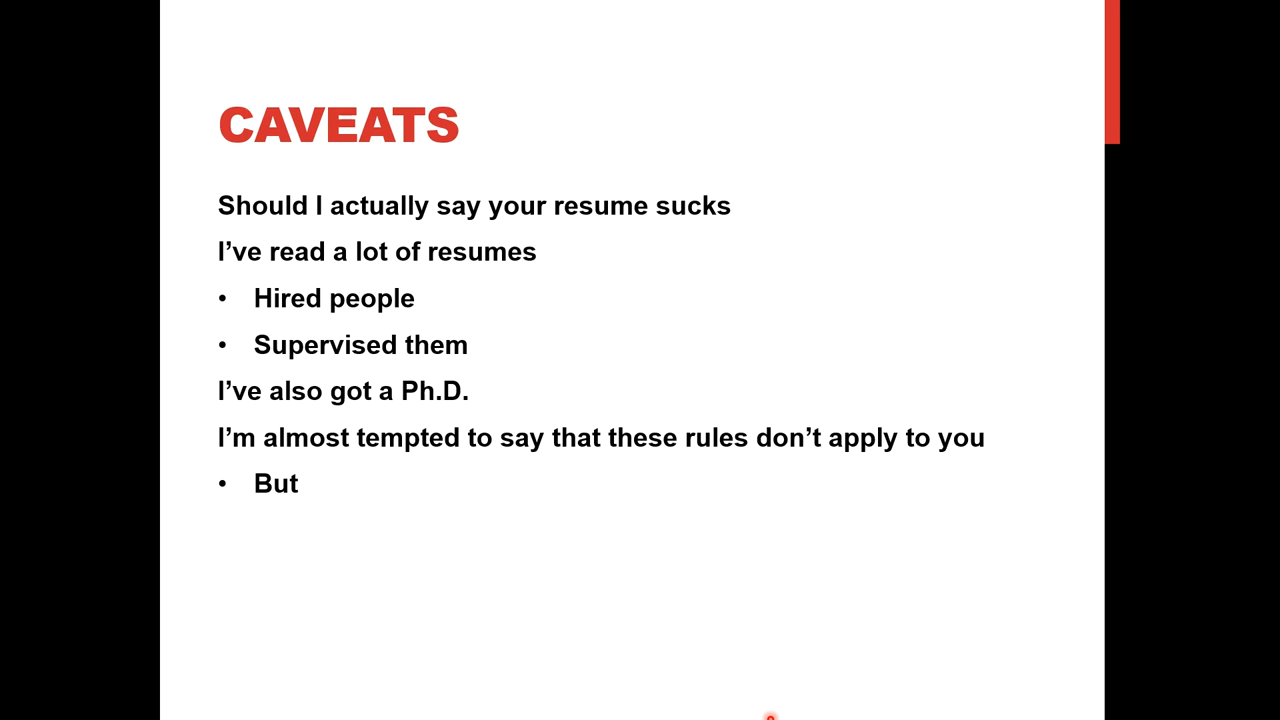 CAVEATS
Should I actually say your resume sucks
I’ve read a lot of resumes
• Hired people
• Supervised them
I’ve also got a Ph.D.
I’m almost tempted to say that these rules don’t apply to you
• But